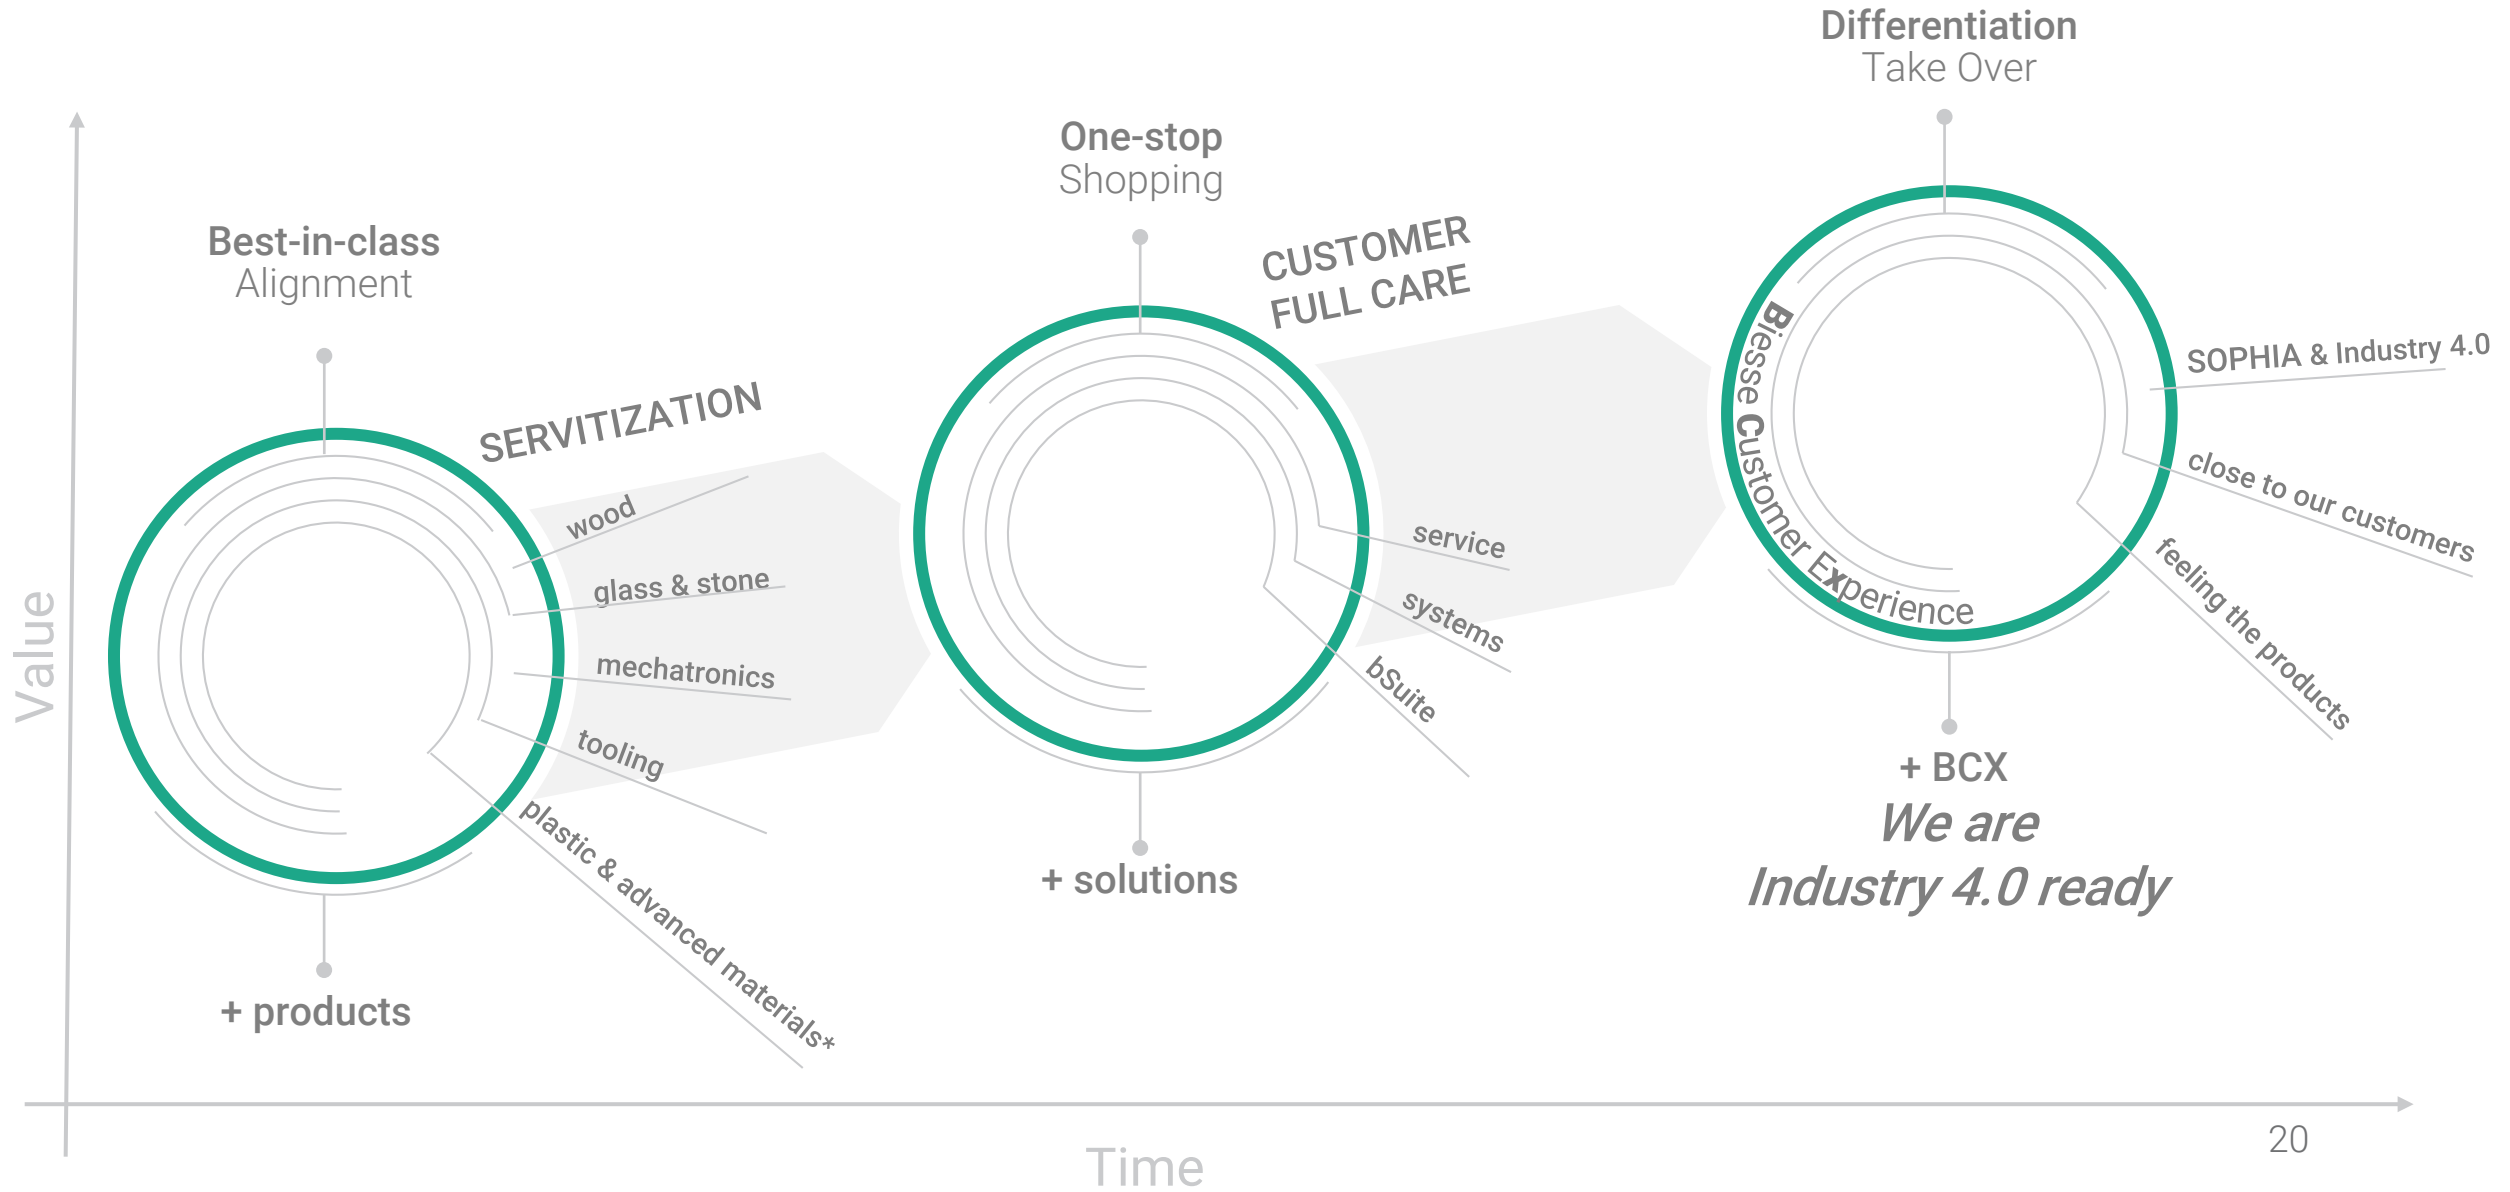 Differentiation
Take Over
One-stop
Shopping
Best-in-class
Alignment
CUSTOMER
FULL CARE
SERVITIZATION
Value
wood
glass & stone
mechatronics
tooling
plastic & advanced materials*
+ products
service
systems
bSuite
+ solutions
Biesse Customer Experience
SOPHIA & Industry 4.0
close to our customers
feeling the products
+ BCX
We are
Industry 4.0 ready
20
Time